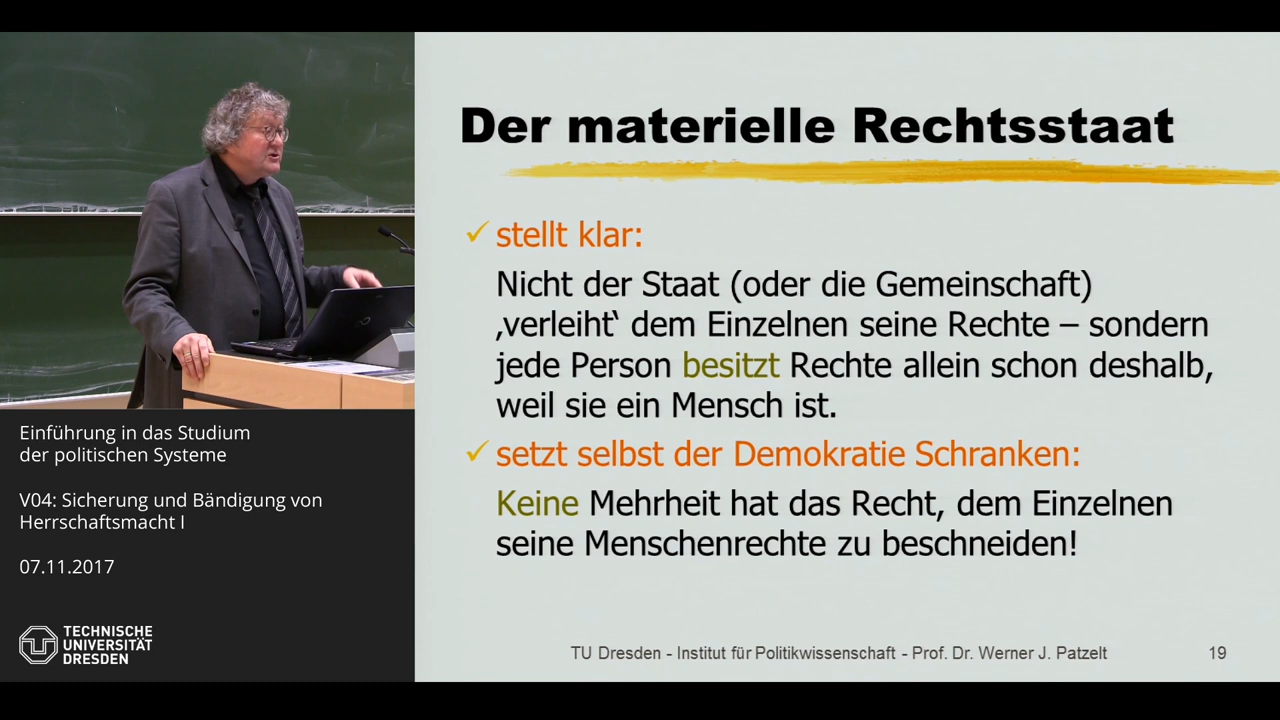 Der materielle Rechtsstaat
✓ stellt klar:
Nicht der Staat (oder die Gemeinschaft)
‚verleiht‘ dem Einzelnen seine Rechte – sondern
jede Person besitzt Rechte allein schon deshalb,
weil sie ein Mensch ist.
✓ setzt selbst der Demokratie Schranken:
Keine Mehrheit hat das Recht, dem Einzelnen
seine Menschenrechte zu beschneiden!
TU Dresden - Institut für Politikwissenschaft - Prof. Dr. Werner J. Patzelt
19
Einführung in das Studium
der politischen Systeme
V04: Sicherung und Bändigung von
Herrschaftsmacht I
07.11.2017
TECHNISCHE
UNIVERSITÄT
DRESDEN